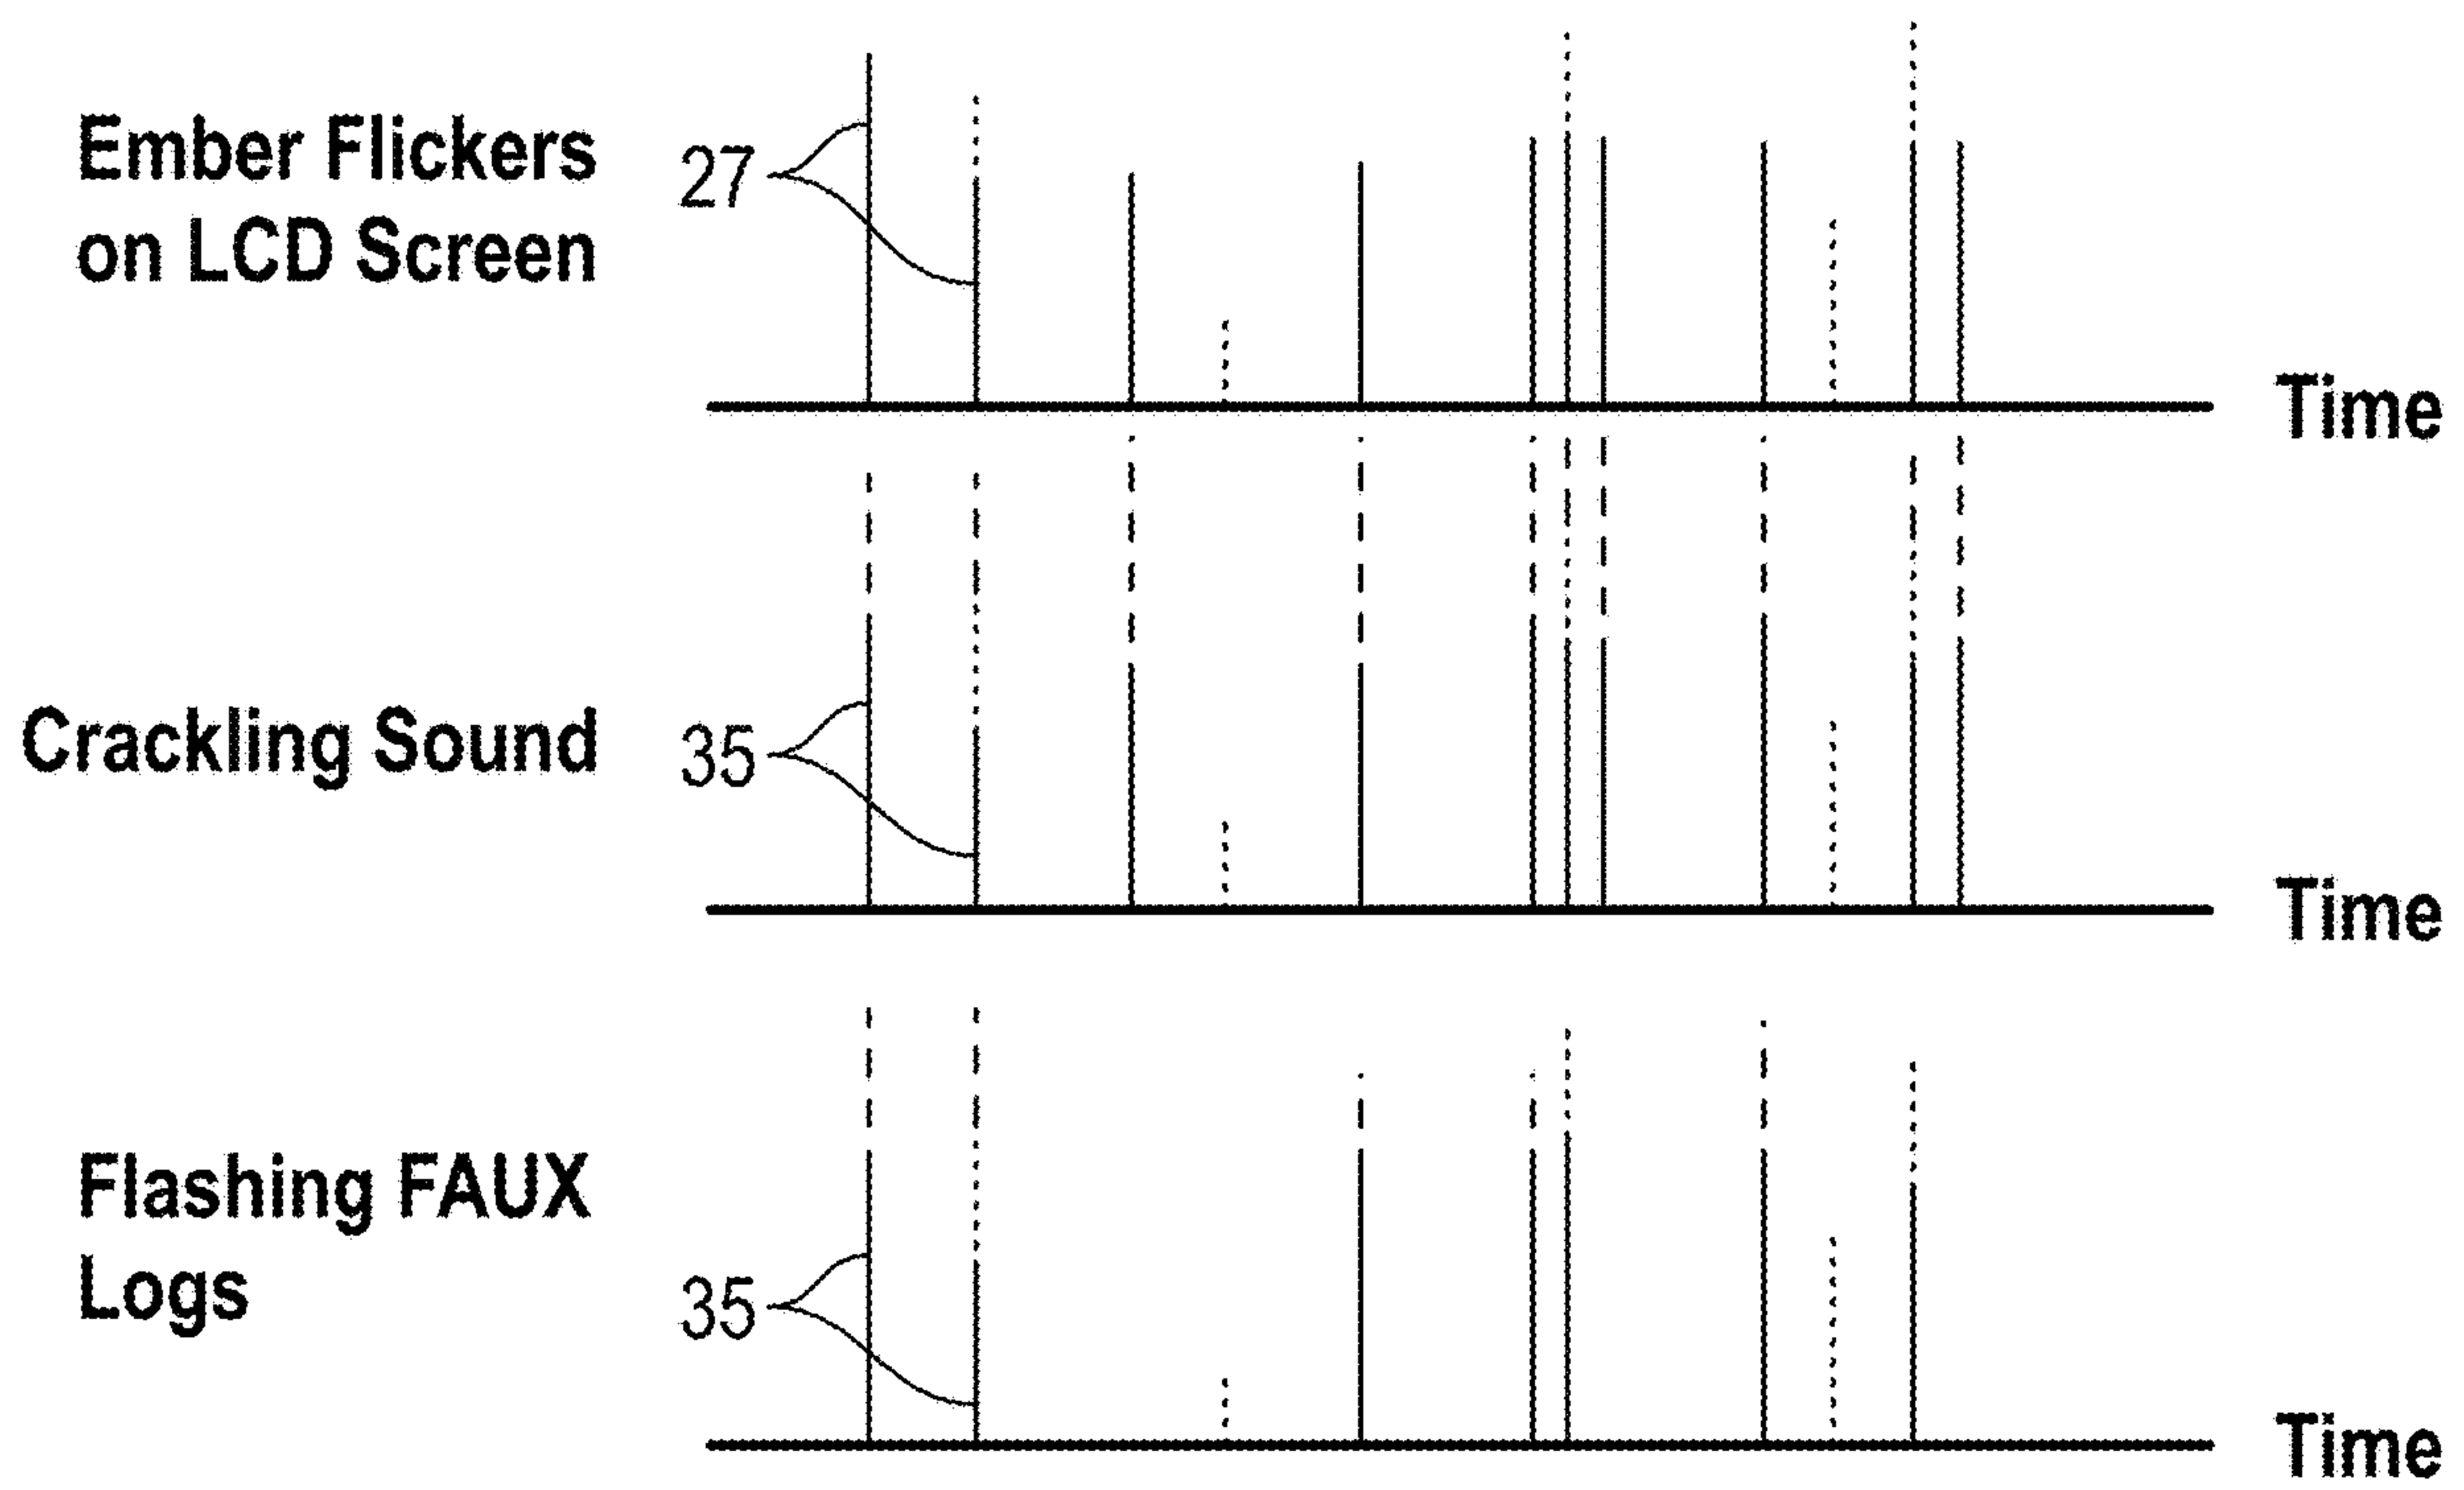 Ember Flickers
on LCD Screen
27
Time
Crackling Sound
35
Time
Flashing FAUX
Logs
35
Time